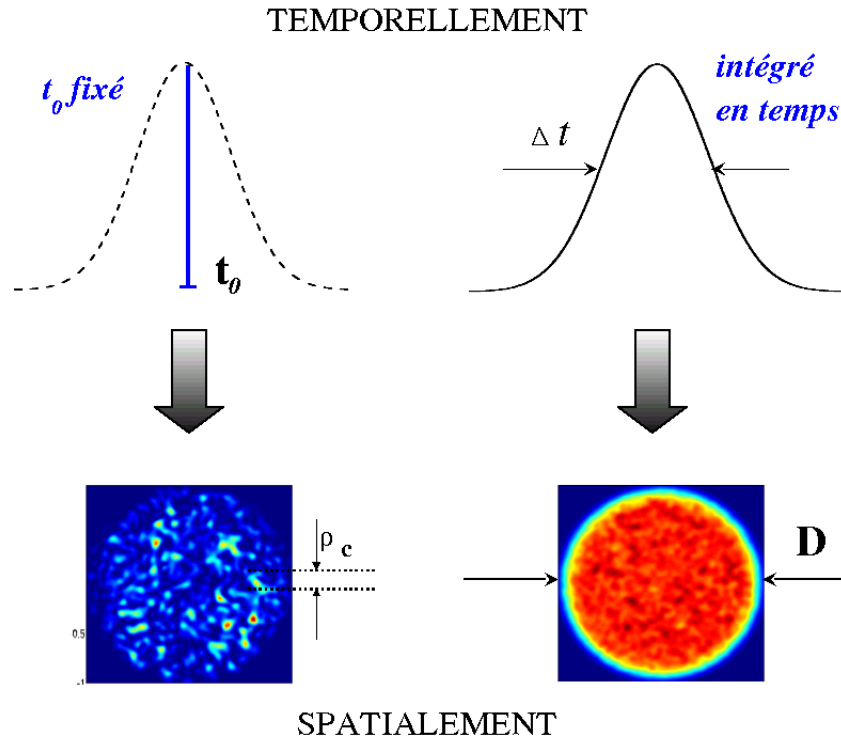 TEMPORELLEMENT
t₀ fixé
intégré
en temps
Δ t
t₀
ρ c
D
0.5
-1
SPATIALEMENT